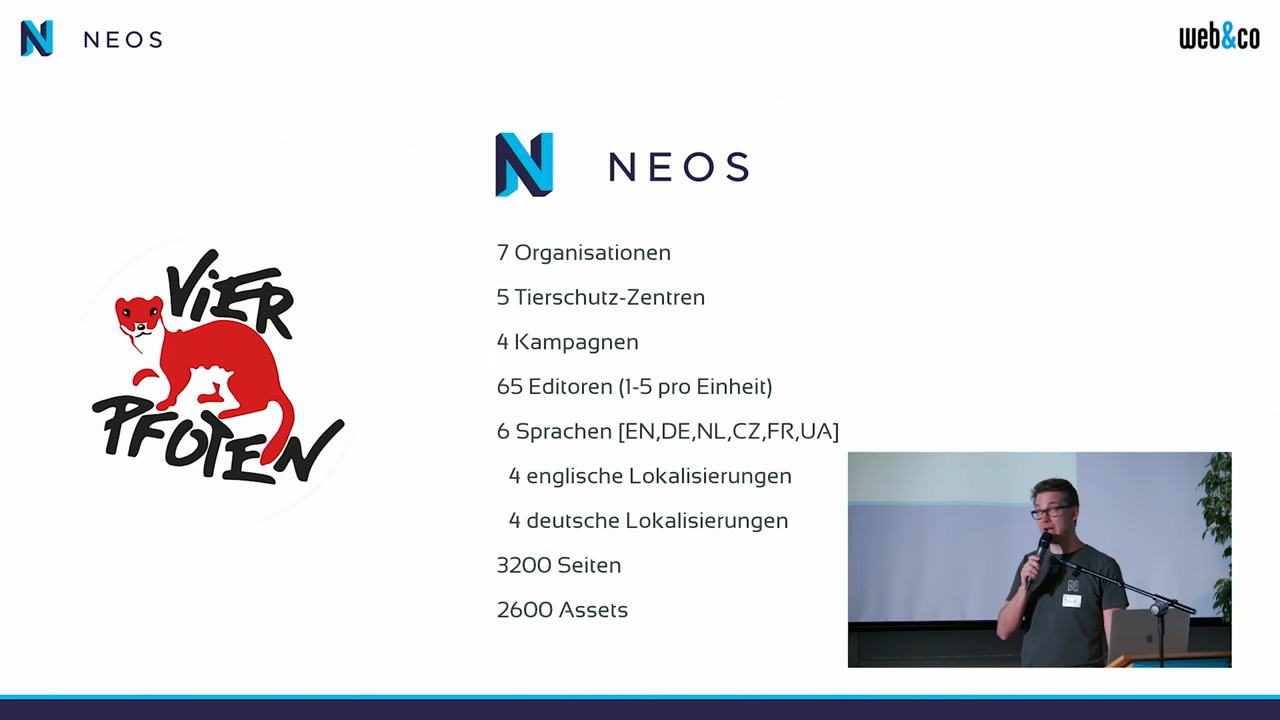 NEOS
web&co
NEOS
VIER
PFOTEN
7 Organisationen
5 Tierschutz-Zentren
4 Kampagnen
65 Editoren (1-5 pro Einheit)
6 Sprachen [EN,DE,NL,CZ,FR,UA]
4 englische Lokalisierungen
4 deutsche Lokalisierungen
3200 Seiten
2600 Assets